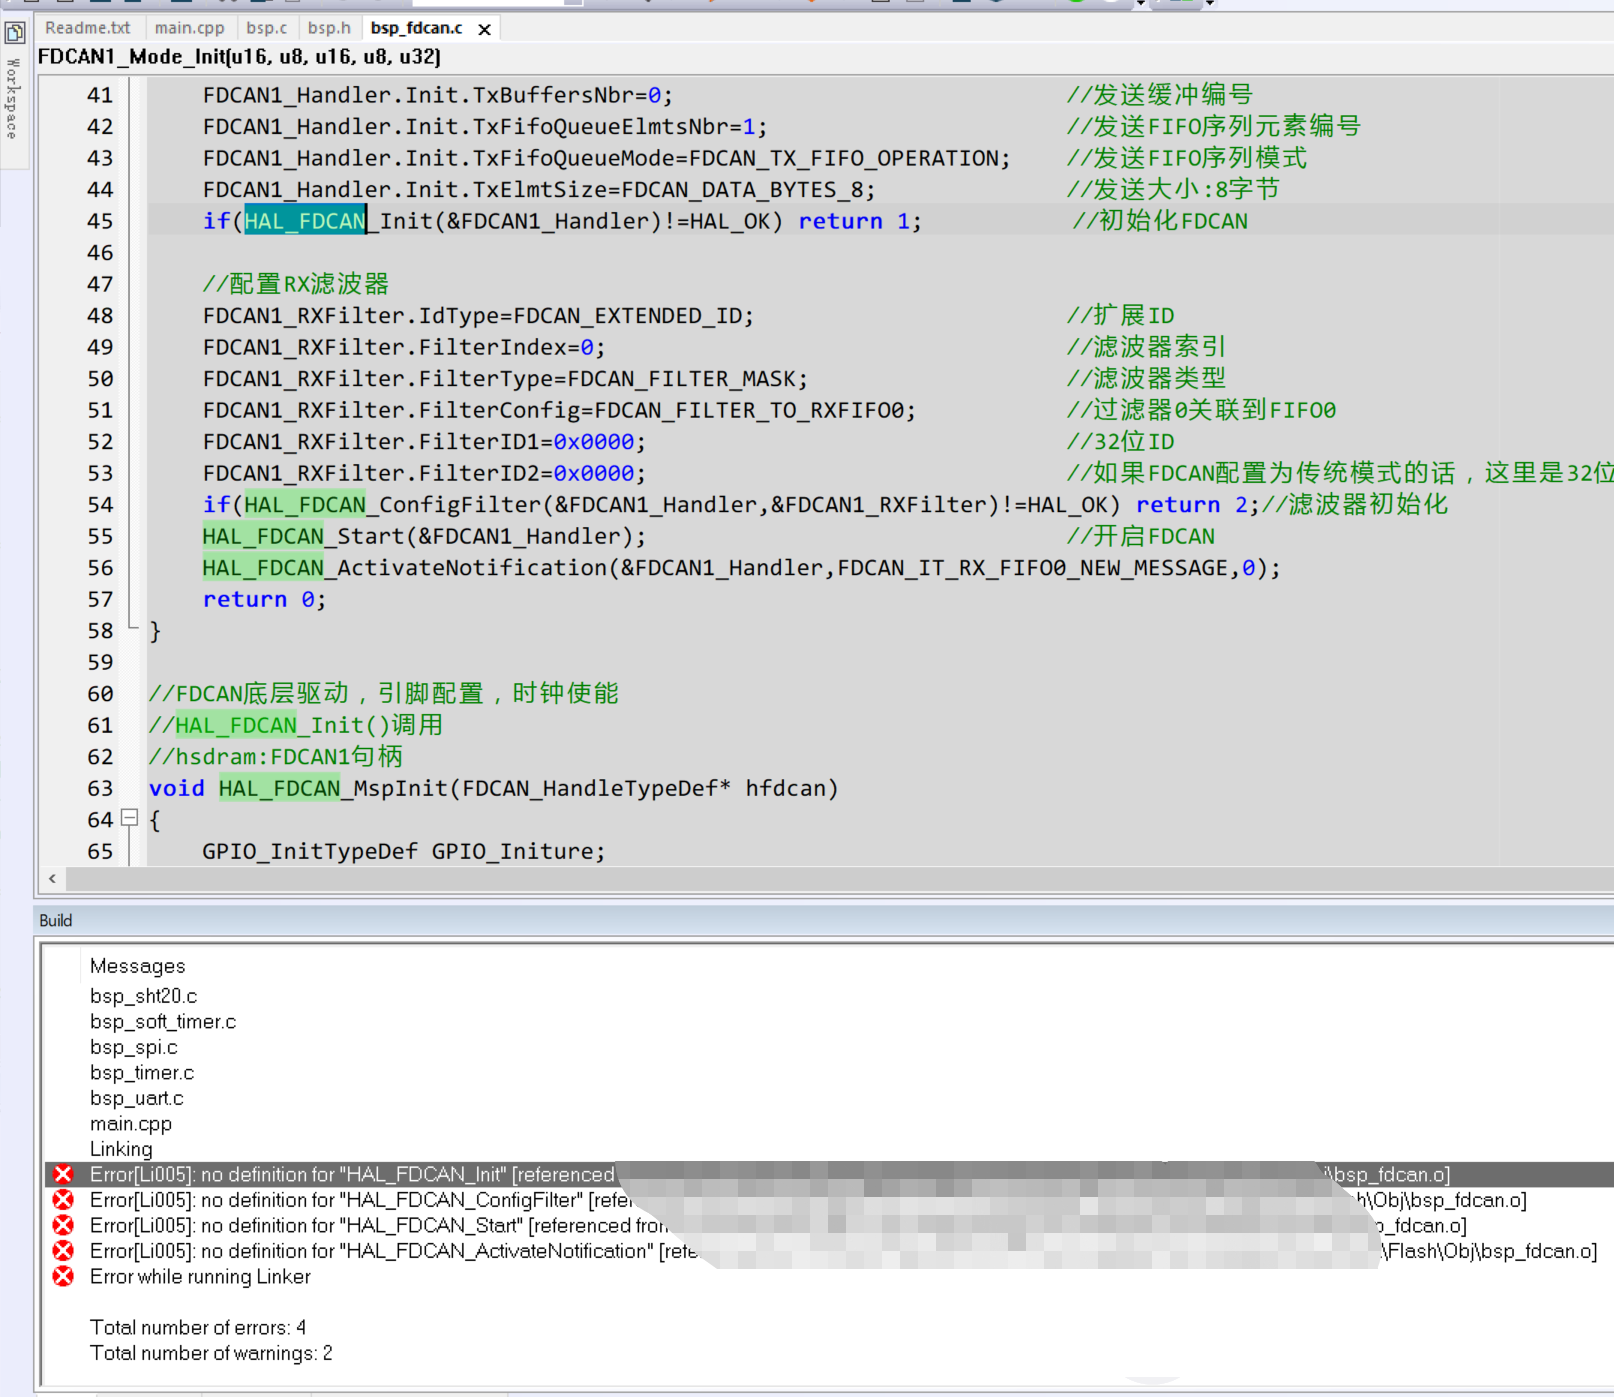 Readme.txt main.cpp bsp.c bsp.h bsp_fdcan.c
Workspace
FDCAN1_Mode_Init(u16, u8, u16, u8, u32)
41 FDCAN1_Handler.Init.TxBuffersNbr=0; //发送缓冲编号
42 FDCAN1_Handler.Init.TxFifoQueueElmtsNbr=1; //发送FIFO序列元素编号
43 FDCAN1_Handler.Init.TxFifoQueueMode=FDCAN_TX_FIFO_OPERATION; //发送FIFO序列模式
44 FDCAN1_Handler.Init.TxElmtSize=FDCAN_DATA_BYTES_8; //发送大小:8字节
45 if(HAL_FDCAN_Init(&FDCAN1_Handler)!=HAL_OK) return 1; //初始化FDCAN
46
47 //配置RX滤波器
48 FDCAN1_RXFilter.IdType=FDCAN_EXTENDED_ID; //扩展ID
49 FDCAN1_RXFilter.FilterIndex=0; //滤波器索引
50 FDCAN1_RXFilter.FilterType=FDCAN_FILTER_MASK; //滤波器类型
51 FDCAN1_RXFilter.FilterConfig=FDCAN_FILTER_TO_RXFIFO0; //过滤器0关联到FIFO0
52 FDCAN1_RXFilter.FilterID1=0x0000; //32位ID
53 FDCAN1_RXFilter.FilterID2=0x0000; //如果FDCAN配置为传统模式的话，这里是32位
54 if(HAL_FDCAN_ConfigFilter(&FDCAN1_Handler,&FDCAN1_RXFilter)!=HAL_OK) return 2;//滤波器初始化
55 HAL_FDCAN_Start(&FDCAN1_Handler); //开启FDCAN
56 HAL_FDCAN_ActivateNotification(&FDCAN1_Handler,FDCAN_IT_RX_FIFO0_NEW_MESSAGE,0);
57 return 0;
58 }
59
60 //FDCAN底层驱动，引脚配置，时钟使能
61 //HAL_FDCAN_Init()调用
62 //hsdram:FDCAN1句柄
63 void HAL_FDCAN_MspInit(FDCAN_HandleTypeDef* hfdcan)
64 {
65 GPIO_InitTypeDef GPIO_Initure;
Build
Messages
bsp_sht20.c
bsp_soft_timer.c
bsp_spi.c
bsp_timer.c
bsp_uart.c
main.cpp
Linking
Error[Li005]: no definition for "HAL_FDCAN_Init" [referenced \bsp_fdcan.o]
Error[Li005]: no definition for "HAL_FDCAN_ConfigFilter" [refe \Obj\bsp_fdcan.o]
Error[Li005]: no definition for "HAL_FDCAN_Start" [referenced from _fdcan.o]
Error[Li005]: no definition for "HAL_FDCAN_ActivateNotification" [refe \Flash\Obj\bsp_fdcan.o]
Error while running Linker
Total number of errors: 4
Total number of warnings: 2